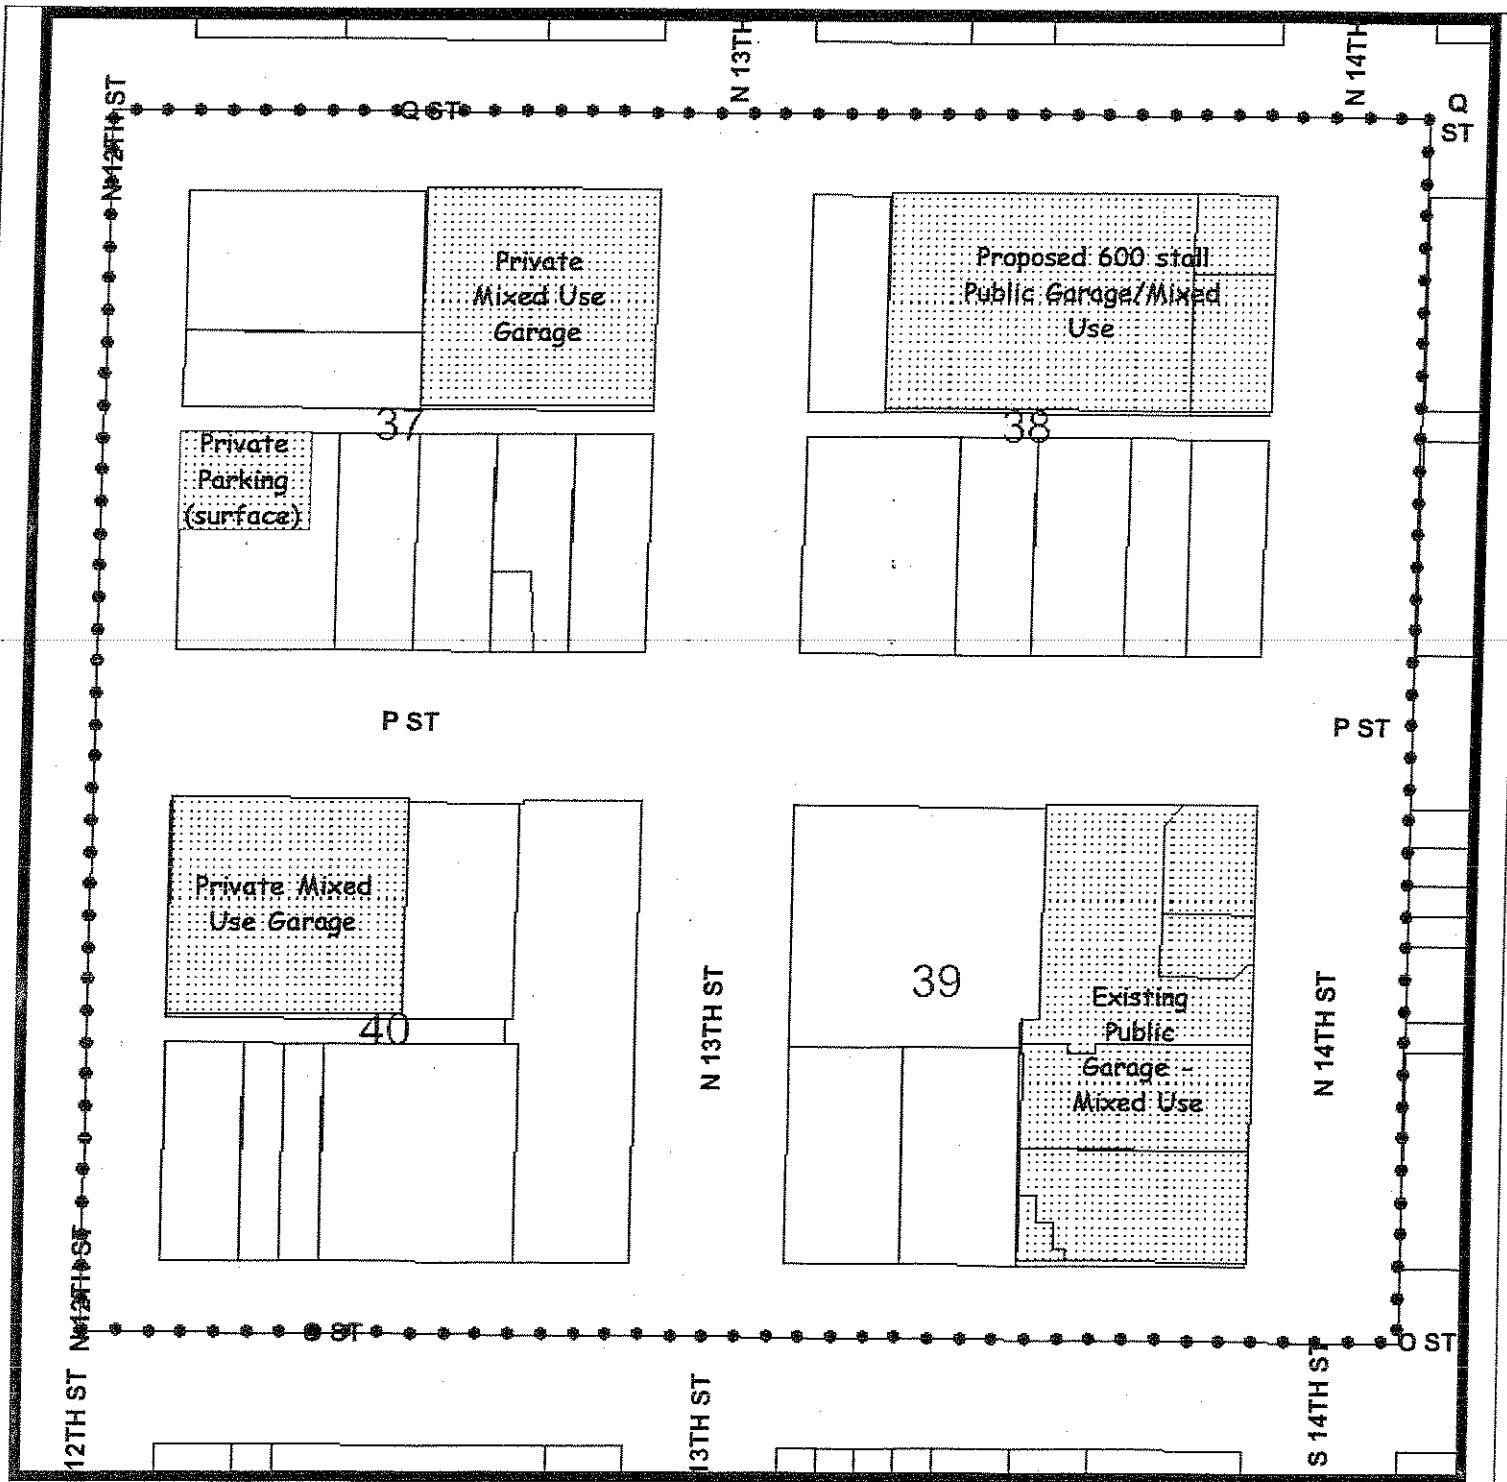 N 13TH
N 14TH
N 12TH ST
Q ST
Q
ST
Private
Mixed Use
Garage
Proposed 600 stall
Public Garage/Mixed
Use
37
38
Private
Parking
(surface)
P ST
P ST
Private Mixed
Use Garage
39
Existing
Public
Garage -
Mixed Use
40
N 13TH ST
N 14TH ST
N 12TH ST
O ST
O ST
12TH ST
13TH ST
S 14TH ST